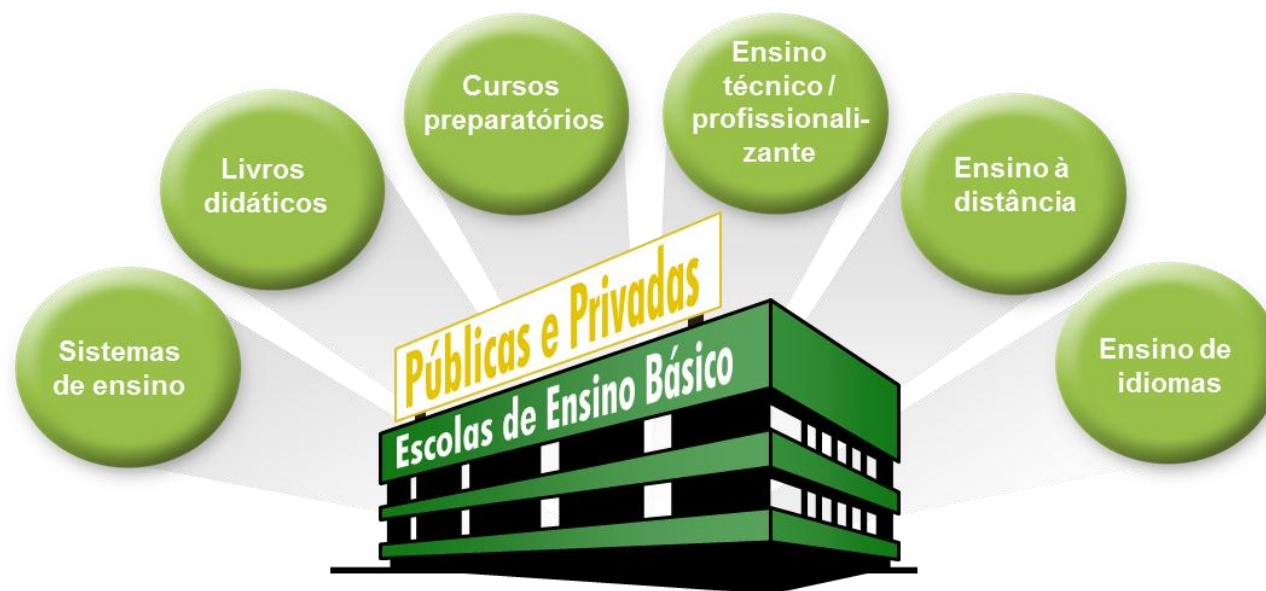 Ensino
técnico /
profissionali-
zante
Cursos
preparatórios
Livros
didáticos
Ensino à
distância
Sistemas
de ensino
Ensino de
idiomas
Públicas e Privadas
Escolas de Ensino Básico